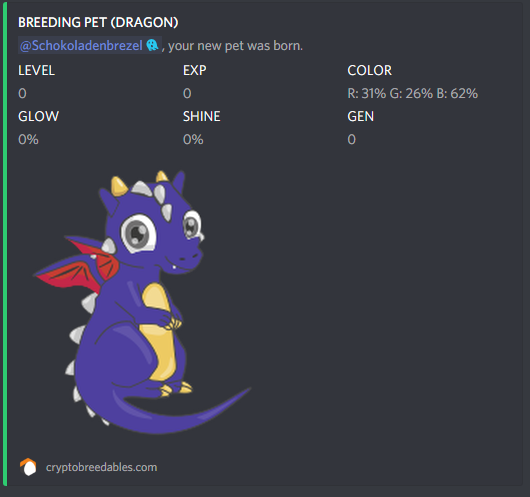 BREEDING PET (DRAGON)
@Schokoladenbrezel, your new pet was born.
LEVEL EXP COLOR
0 0 R: 31% G: 26% B: 62%
GLOW SHINE GEN
0% 0% 0
cryptobreedables.com